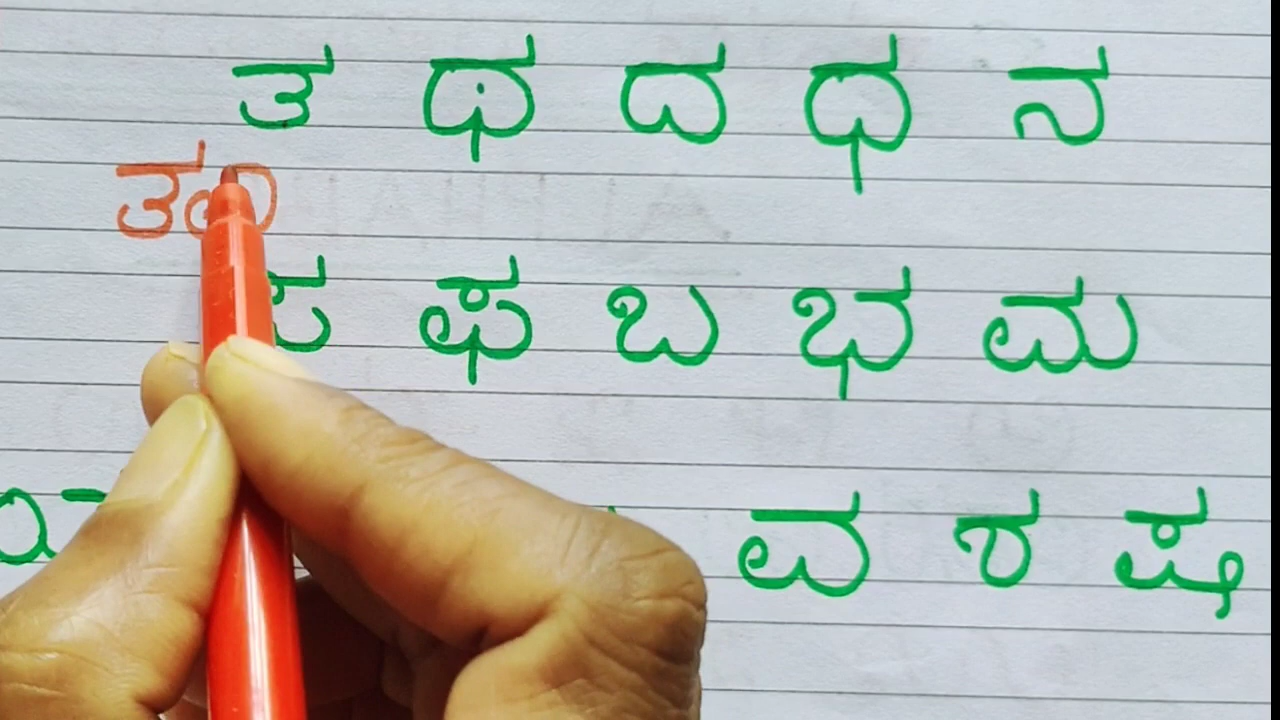 ತ ಥ ದ ಧ ನ
ಫ ಬ ಭ ಮ
ವ ಶ ಷ